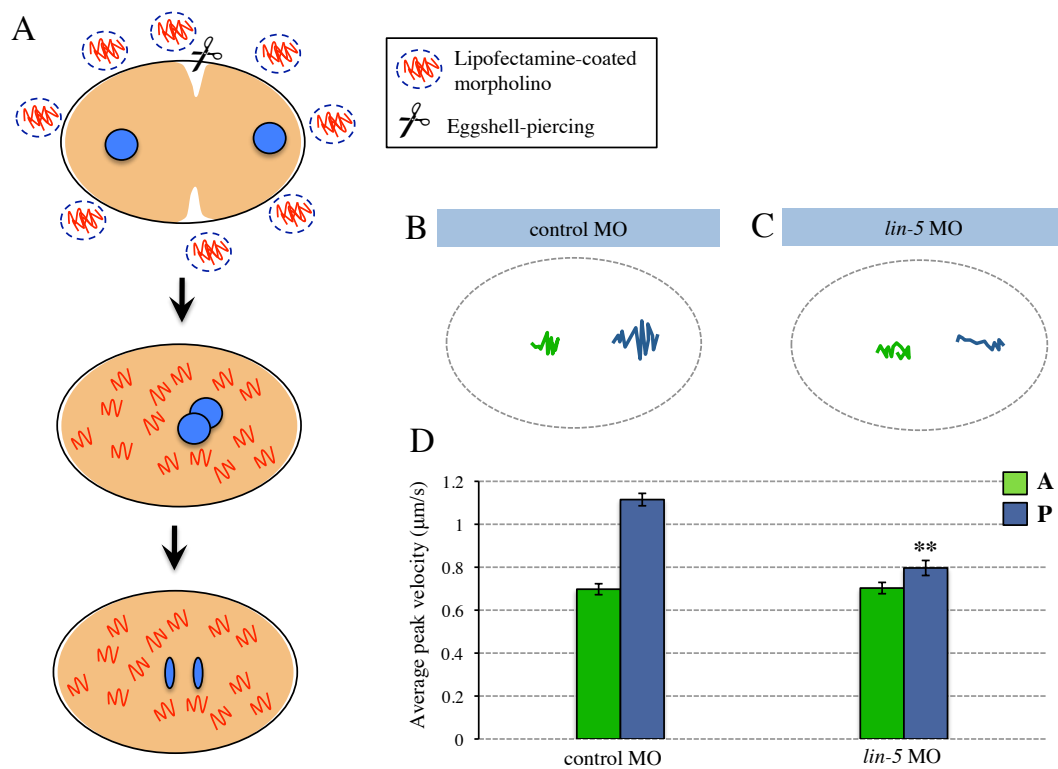 A
Lipofectamine-coated
morpholino
Eggshell-piercing
B
control MO
C
lin-5 MO
D
Average peak velocity (µm/s)
1.2
1
0.8
0.6
0.4
0.2
0
**
A
P
control MO
lin-5 MO